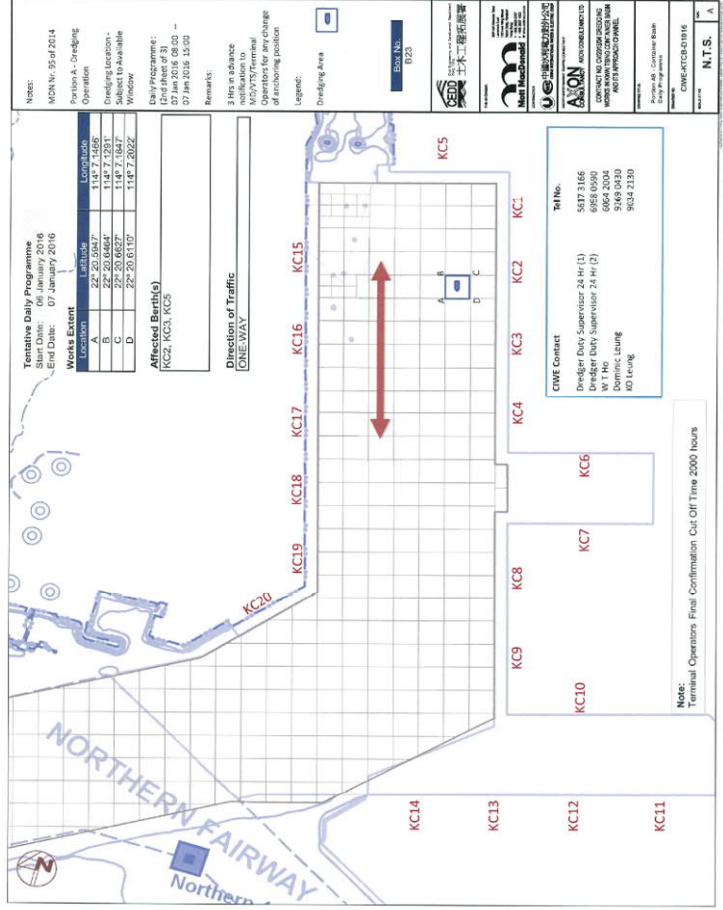 Tentative Daily Programme
Start Date: 06 January 2016
End Date: 07 January 2016
Works Extent
Location Latitude Longitude
A 22° 20.5947' 114° 7.1466'
B 22° 20.6464' 114° 7.1291'
C 22° 20.6627' 114° 7.1847'
D 22° 20.6110' 114° 7.2022'
Affected Berth(s)
KC2, KC3, KC5
Direction of Traffic
ONE-WAY
Notes:
MDN Nr. 95 of 2014
Portion A - Dredging
Operation
Dredging Location -
Subject to Available
Window
Daily Programme:
(2nd sheet of 3)
07 Jan 2016 08:00 --
07 Jan 2016 15:00
Remarks:
3 Hrs in advance
notification to
MD/VTS/Terminal
Operators for any change
of anchoring position
Legend:
Dredging Area
Box No.
B23
CEDD
土木工程拓展署
Mott MacDonald
AXON
CONSULTANCY
Portion AB - Container Basin
Daily Programme
CIWE-KTCB-D1016
N.T.S.
A
N
NORTHERN FAIRWAY
Northern
KC20
KC19
KC18
KC17
KC16
KC15
KC5
KC14
KC13
KC12
KC11
KC10
KC9
KC8
KC7
KC6
KC4
KC3
KC2
KC1
A
B
C
D
CIWE Contact Tel No.
Dredger Duty Supervisor 24 Hr (1) 5617 3166
Dredger Duty Supervisor 24 Hr (2) 6958 0590
W T Ho 6064 2004
Dominic Leung 9269 0430
KO Leung 9034 2130
Note:
Terminal Operators Final Confirmation Cut Off Time 2000 hours